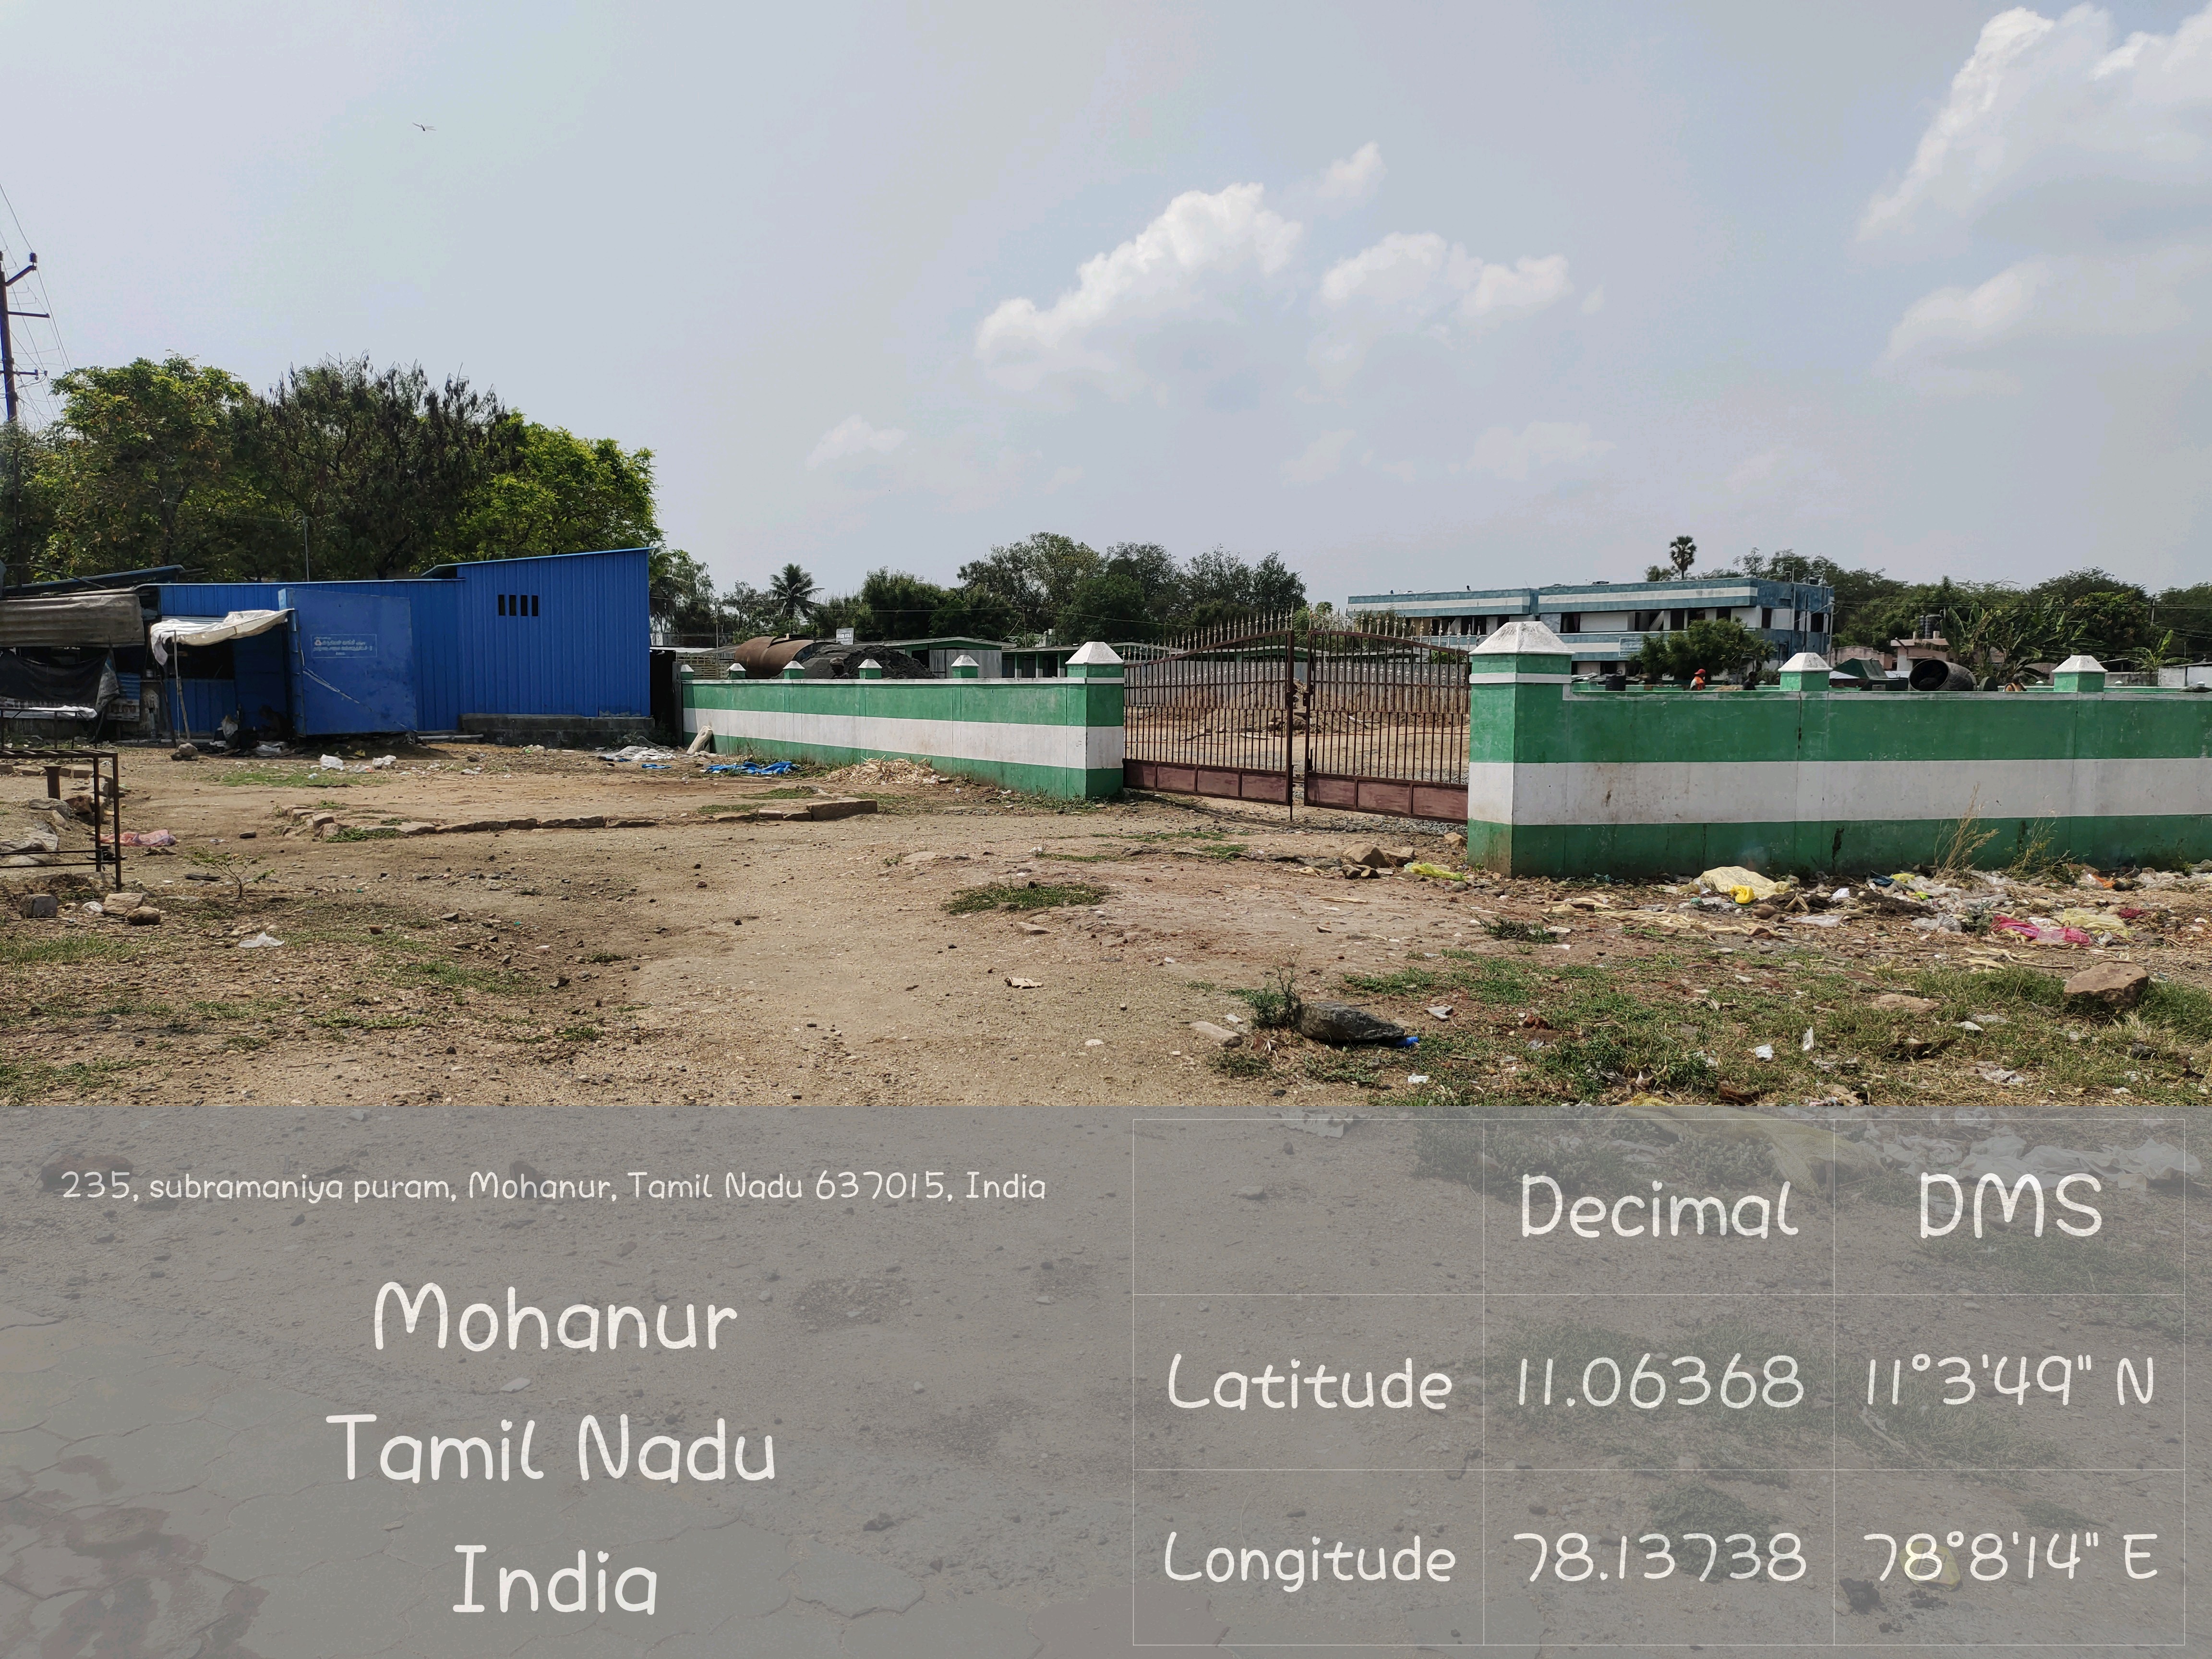 235, subramaniya puram, Mohanur, Tamil Nadu 637015, India
Mohanur
Tamil Nadu
India
Decimal DMS
Latitude 11.06368 11°3'49" N
Longitude 78.13738 78°8'14" E